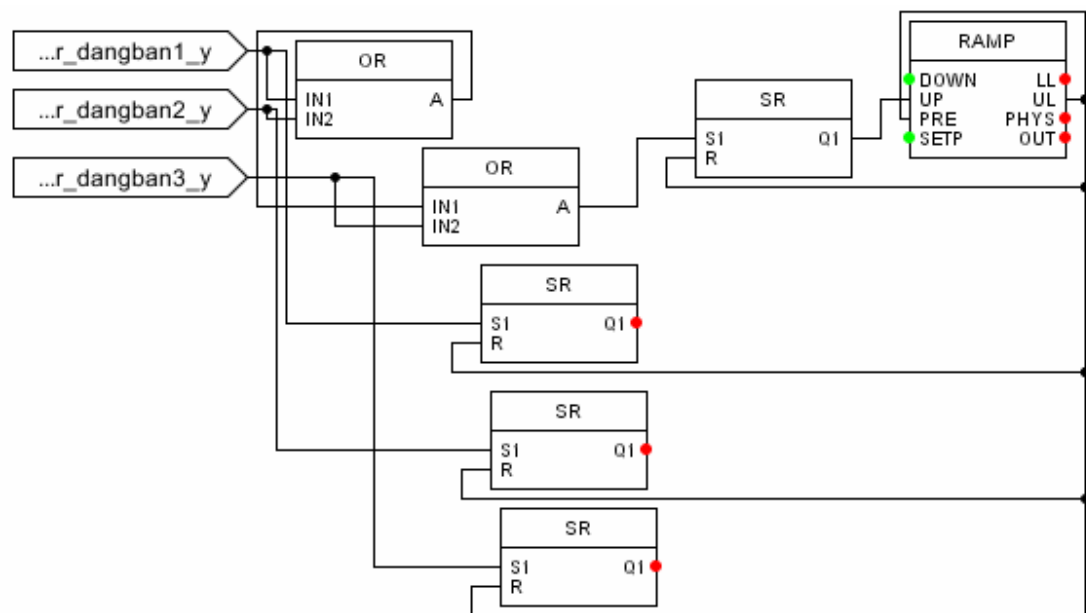 ...r_dangban1_y
...r_dangban2_y
...r_dangban3_y
OR
IN1 A
IN2
OR
IN1 A
IN2
SR
S1 Q1
R
RAMP
DOWN LL
UP UL
PRE PHYS
SETP OUT
SR
S1 Q1
R
SR
S1 Q1
R
SR
S1 Q1
R